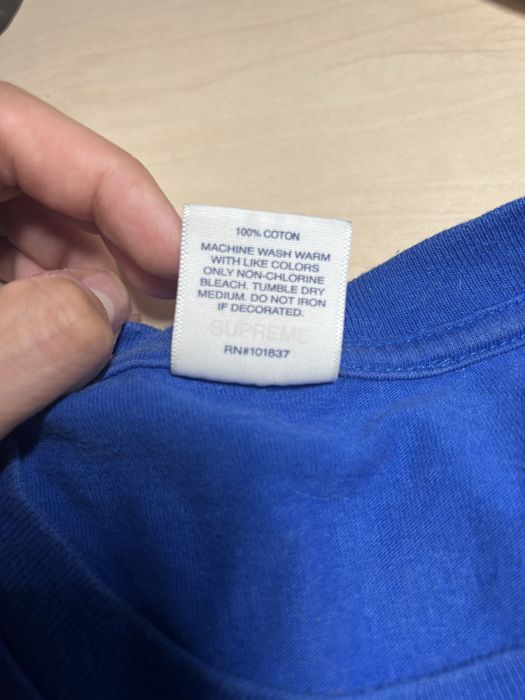 100% COTTON
MACHINE WASH WARM
WITH LIKE COLORS
ONLY NON-CHLORINE
BLEACH. TUMBLE DRY
MEDIUM. DO NOT IRON
IF DECORATED.
SUPREME
RN#101837